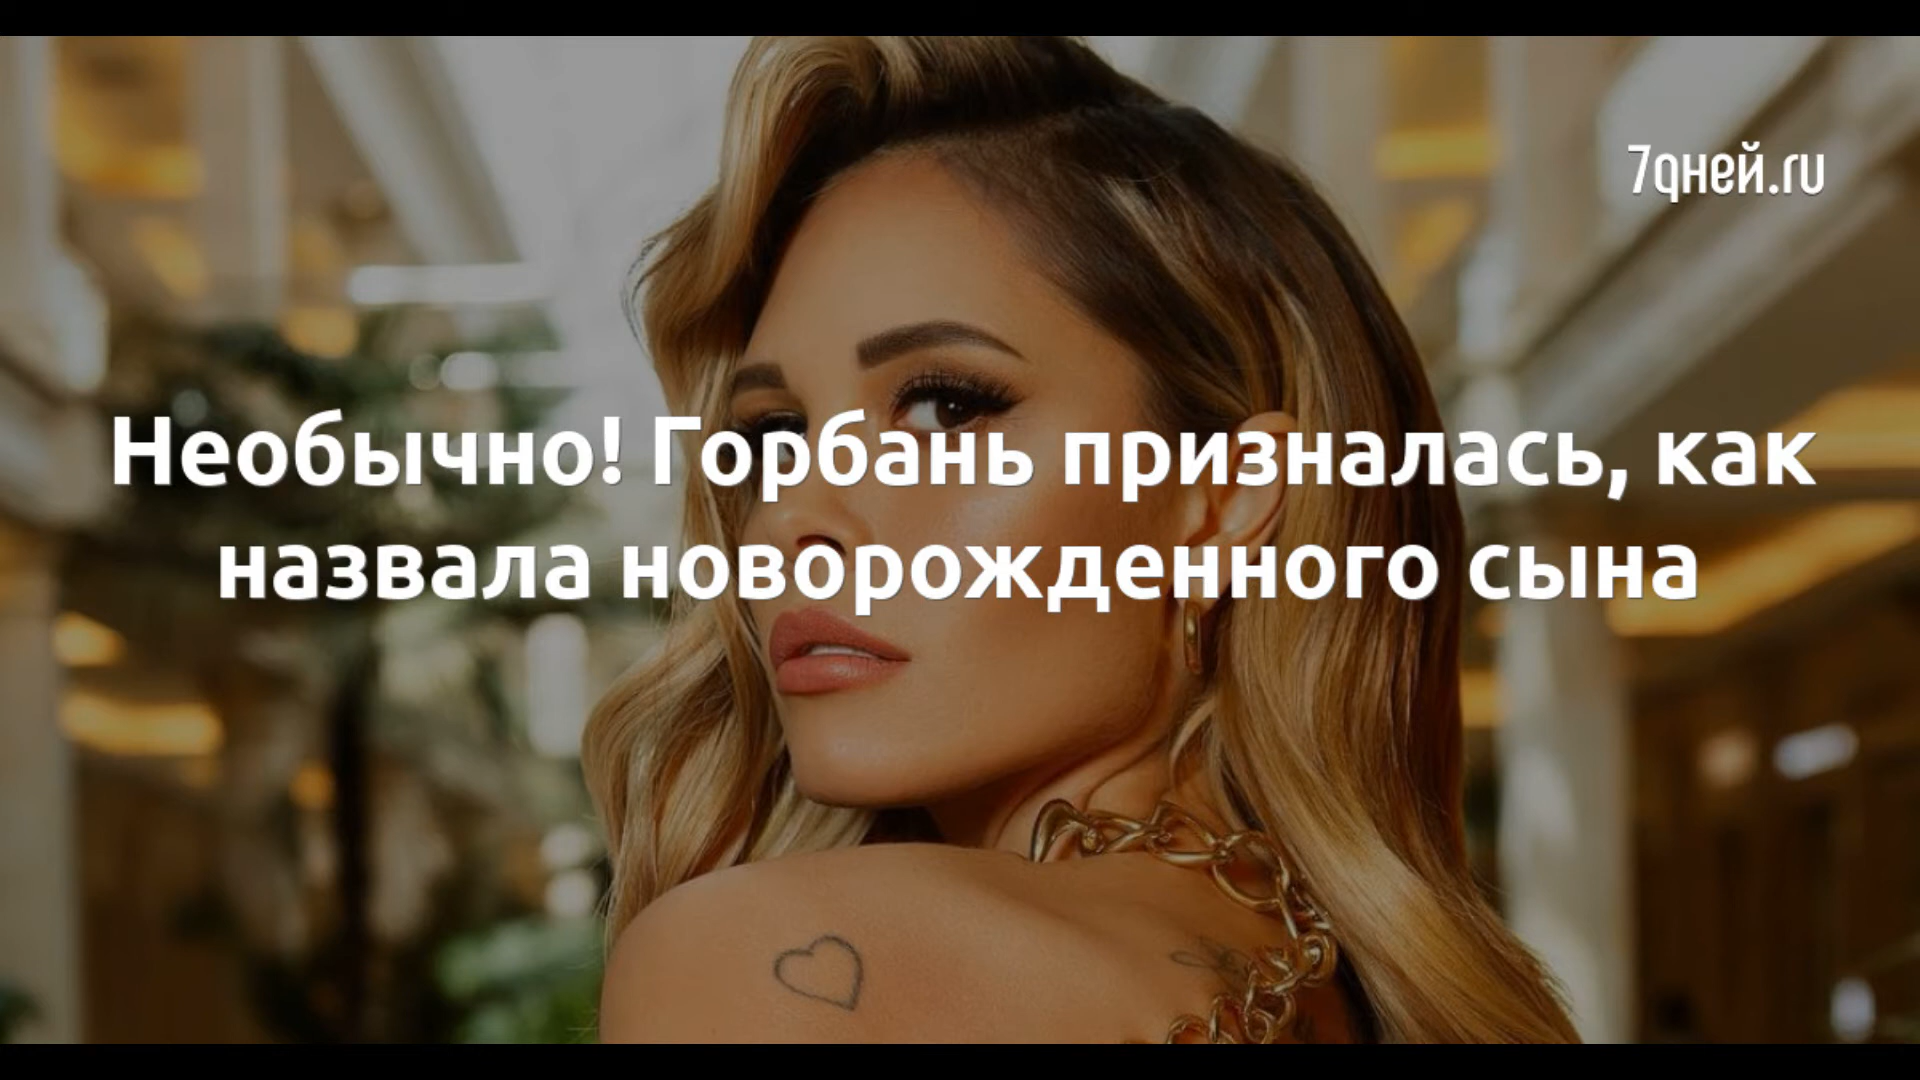 7дней.ru
Необычно! Горбань призналась, как
назвала новорожденного сына